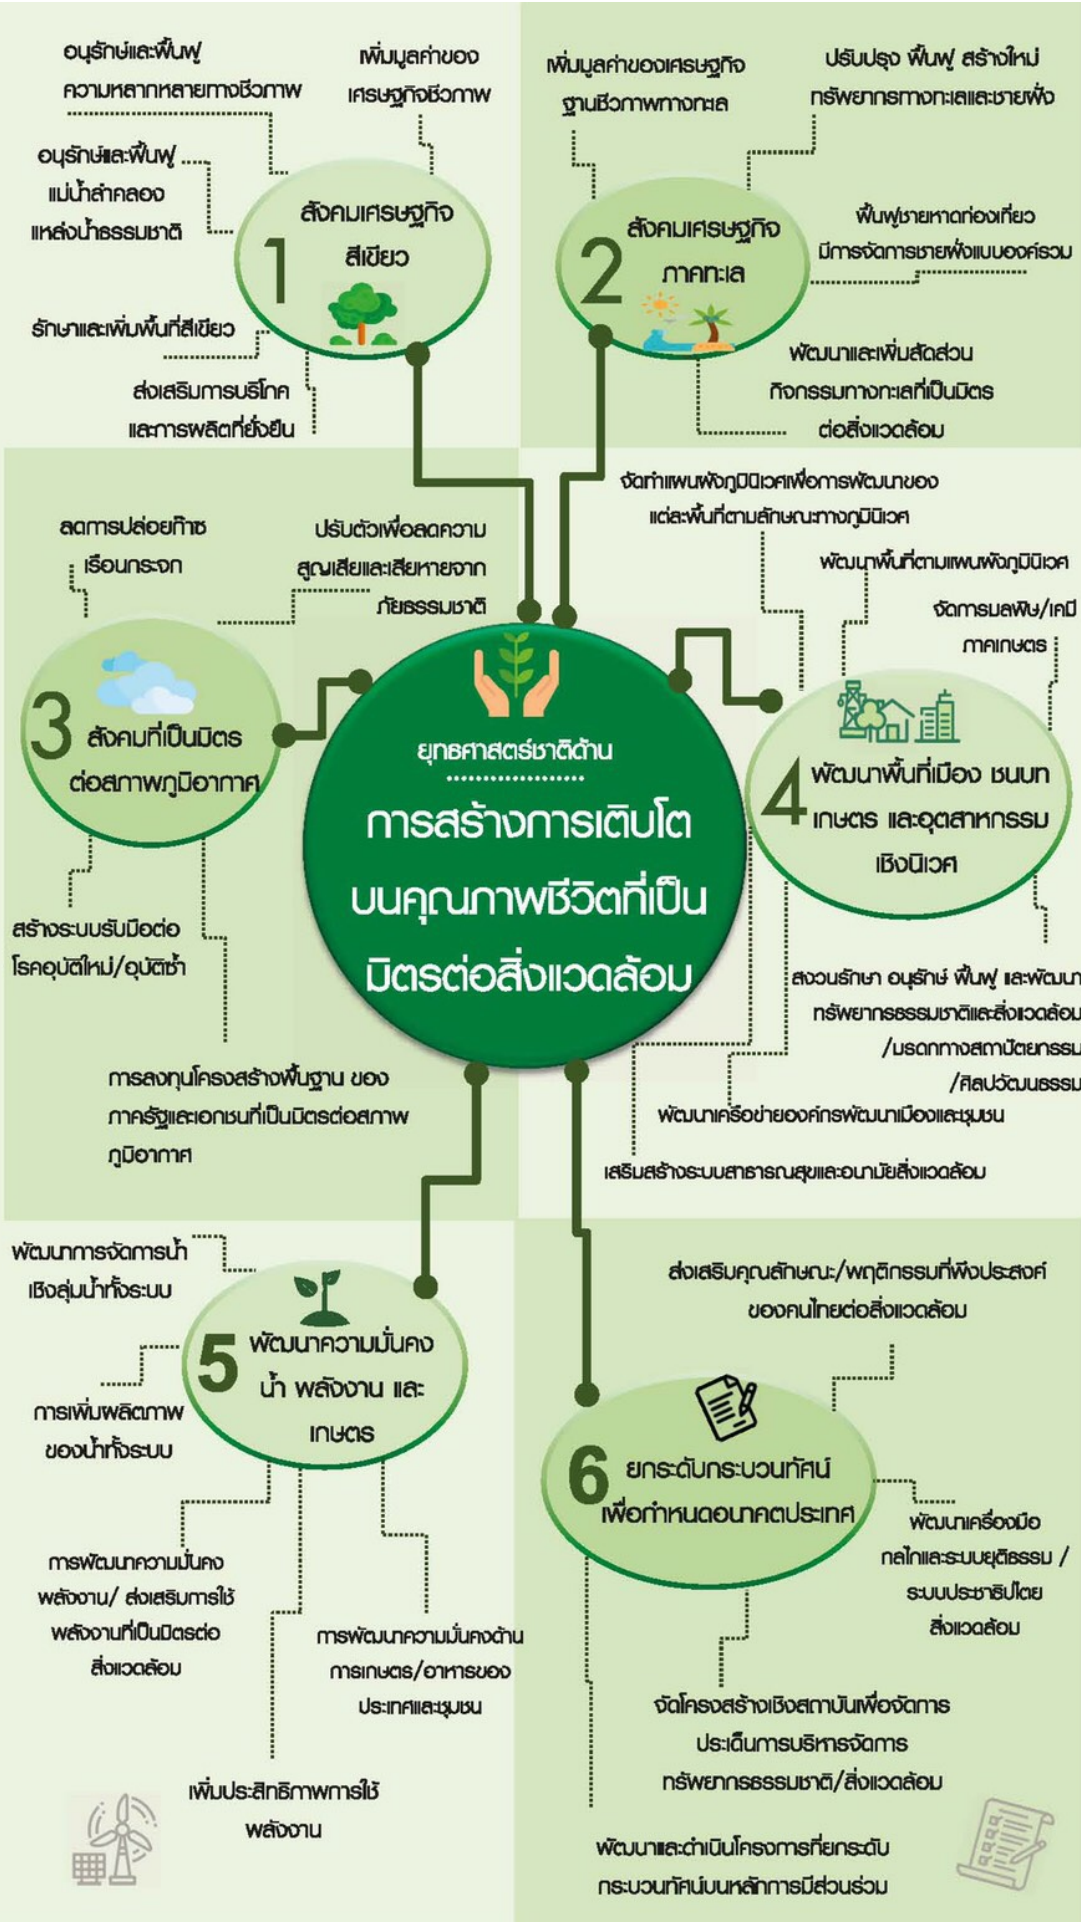 อนุรักษ์และฟื้นฟู
ความหลากหลายทางชีวภาพ
เพิ่มมูลค่าของ
เศรษฐกิจชีวภาพ
อนุรักษ์และฟื้นฟู
แม่น้ำลำคลอง
แหล่งน้ำธรรมชาติ
1
สังคมเศรษฐกิจ
สีเขียว
รักษาและเพิ่มพื้นที่สีเขียว
ส่งเสริมการบริโภค
และการผลิตที่ยั่งยืน
เพิ่มมูลค่าของเศรษฐกิจ
ฐานชีวภาพทางทะเล
ปรับปรุง ฟื้นฟู สร้างใหม่
ทรัพยากรทางทะเลและชายฝั่ง
2
สังคมเศรษฐกิจ
ภาคทะเล
ฟื้นฟูชายหาดท่องเที่ยว
มีการจัดการชายฝั่งแบบองค์รวม
พัฒนาและเพิ่มสัดส่วน
กิจกรรมทางทะเลที่เป็นมิตร
ต่อสิ่งแวดล้อม
ลดการปล่อยก๊าซ
เรือนกระจก
ปรับตัวเพื่อลดความ
สูญเสียและเสียหายจาก
ภัยธรรมชาติ
3
สังคมที่เป็นมิตร
ต่อสภาพภูมิอากาศ
สร้างระบบรับมือต่อ
โรคอุบัติใหม่/อุบัติซ้ำ
การลงทุนโครงสร้างพื้นฐาน ของ
ภาครัฐและเอกชนที่เป็นมิตรต่อสภาพ
ภูมิอากาศ
ยุทธศาสตร์ชาติด้าน
การสร้างการเติบโต
บนคุณภาพชีวิตที่เป็น
มิตรต่อสิ่งแวดล้อม
จัดทำแผนผังภูมินิเวศเพื่อการพัฒนาของ
แต่ละพื้นที่ตามลักษณะทางภูมินิเวศ
พัฒนาพื้นที่ตามแผนผังภูมินิเวศ
จัดการมลพิษ/เคมี
ภาคเกษตร
4
พัฒนาพื้นที่เมือง ชนบท
เกษตร และอุตสาหกรรม
เชิงนิเวศ
สงวนรักษา อนุรักษ์ ฟื้นฟู และพัฒนา
ทรัพยากรธรรมชาติและสิ่งแวดล้อม
/มรดกทางสถาปัตยกรรม
/ศิลปวัฒนธรรม
พัฒนาเครือข่ายองค์กรพัฒนาเมืองและชุมชน
เสริมสร้างระบบสาธารณสุขและอนามัยสิ่งแวดล้อม
พัฒนาการจัดการน้ำ
เชิงลุ่มน้ำทั้งระบบ
5
พัฒนาความมั่นคง
น้ำ พลังงาน และ
เกษตร
การเพิ่มผลิตภาพ
ของน้ำทั้งระบบ
การพัฒนาความมั่นคง
พลังงาน/ ส่งเสริมการใช้
พลังงานที่เป็นมิตรต่อ
สิ่งแวดล้อม
การพัฒนาความมั่นคงด้าน
การเกษตร/อาหารของ
ประเทศและชุมชน
เพิ่มประสิทธิภาพการใช้
พลังงาน
ส่งเสริมคุณลักษณะ/พฤติกรรมที่พึงประสงค์
ของคนไทยต่อสิ่งแวดล้อม
6
ยกระดับกระบวนทัศน์
เพื่อกำหนดอนาคตประเทศ
พัฒนาเครื่องมือ
กลไกและระบบยุติธรรม /
ระบบประชาธิปไตย
สิ่งแวดล้อม
จัดโครงสร้างเชิงสถาบันเพื่อจัดการ
ประเด็นการบริหารจัดการ
ทรัพยากรธรรมชาติ/สิ่งแวดล้อม
พัฒนาและดำเนินโครงการที่ยกระดับ
กระบวนทัศน์บนหลักการมีส่วนร่วม